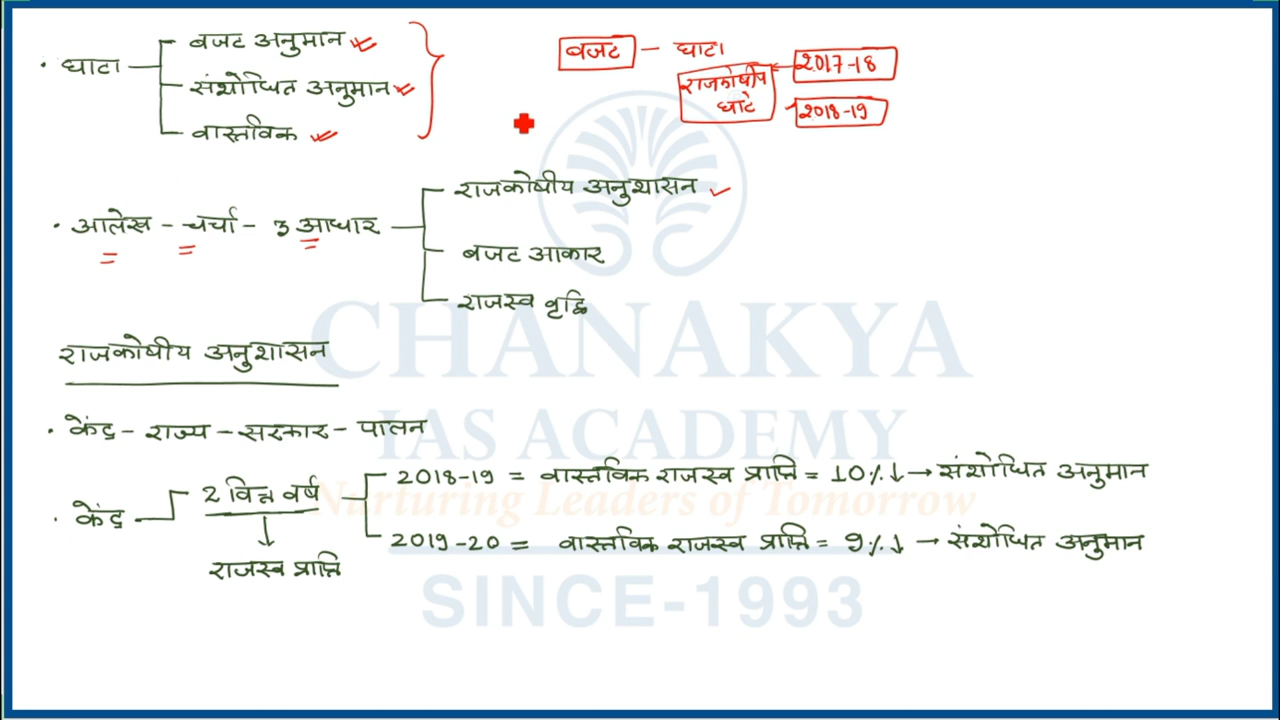 बजट अनुमान
• घाटा
संशोधित अनुमान
वास्तविक
बजट - घाटा
राजकोषीय घाटे
2017-18
2018-19
राजकोषीय अनुशासन
• आलेख - चर्चा - 3 आधार
बजट आकार
राजस्व वृद्धि
CHANAKYA
राजकोषीय अनुशासन
IAS ACADEMY
• केंद्र - राज्य - सरकार - पालन
2018-19 = वास्तविक राजस्व प्राप्ति = 10%↓ → संशोधित अनुमान
• केंद्र
2 वित्त वर्ष
Nurturing Leaders of Tomorrow
2019-20 = वास्तविक राजस्व प्राप्ति = 9%↓ → संशोधित अनुमान
राजस्व प्राप्ति
SINCE-1993